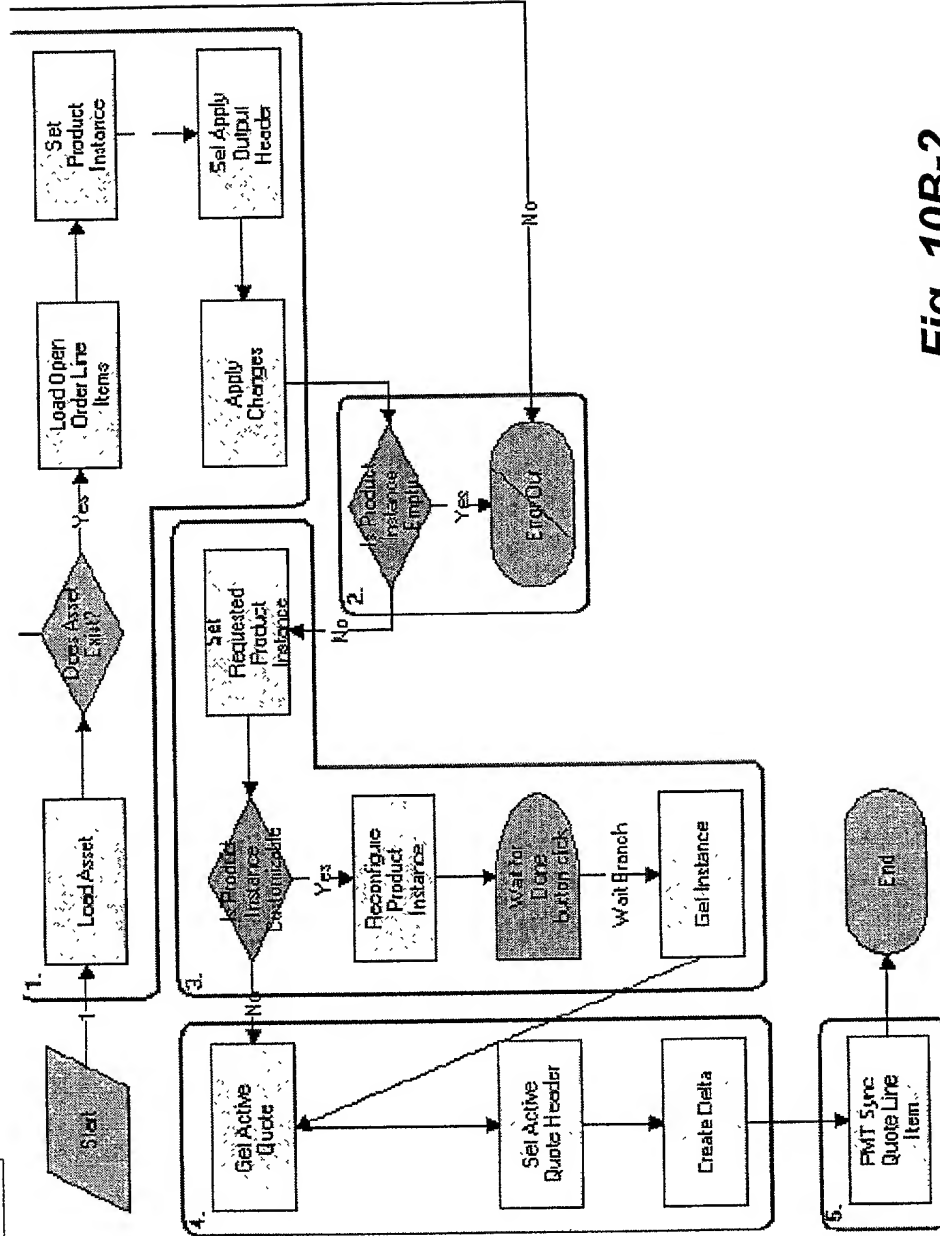 Start
1
1.
Load Asset
Does Asset
Exist?
Yes
Load Open
Order Line
Items
Set
Product
Instance
Set Apply
Output
Header
Apply
Changes
2.
Is Product
Instance
Empty
Yes
Error Out
No
No
3.
Set
Requested
Product
Instance
Is Product
Instance
Customizable
Yes
Reconfigure
Product
Instance
Wait for
Done
button click
Wait Branch
Get Instance
No
4.
Get Active
Quote
Set Active
Quote Header
Create Delta
5.
PMT Sync
Quote Line
Item
End
Fig. 10B-2